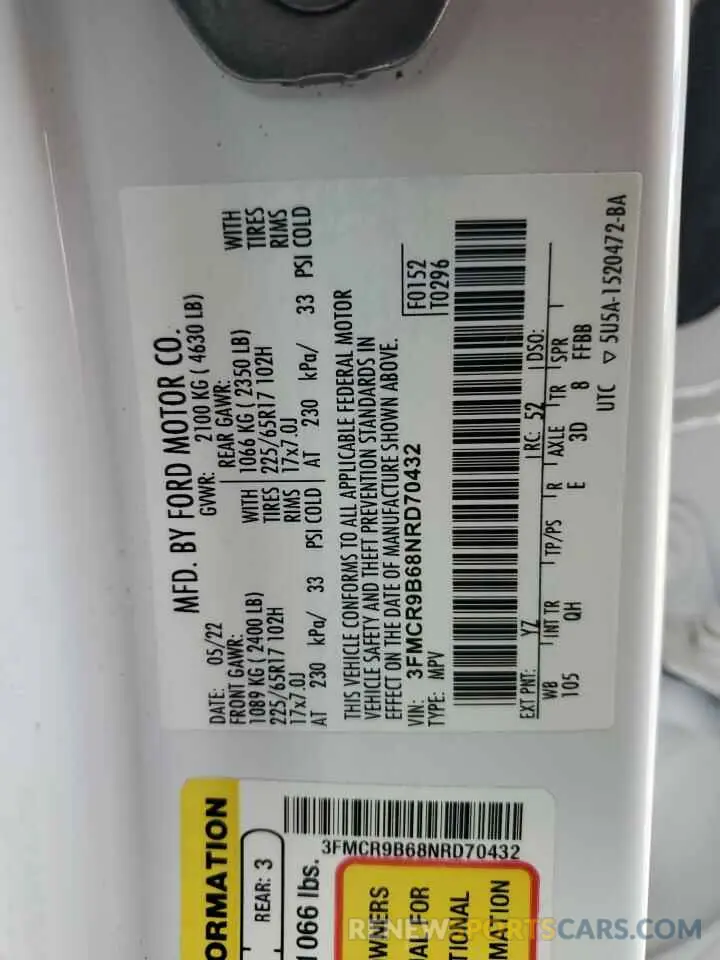 MFD. BY FORD MOTOR CO.
DATE: 05/22 GVWR: 2100 KG ( 4630 LB)
FRONT GAWR: REAR GAWR:
1089 KG ( 2400 LB) WITH 1066 KG ( 2350 LB) WITH
225/65R17 102H TIRES 225/65R17 102H TIRES
17x7.0J RIMS 17x7.0J RIMS
AT 230 kPa/ 33 PSI COLD AT 230 kPa/ 33 PSI COLD
THIS VEHICLE CONFORMS TO ALL APPLICABLE FEDERAL MOTOR
VEHICLE SAFETY AND THEFT PREVENTION STANDARDS IN
EFFECT ON THE DATE OF MANUFACTURE SHOWN ABOVE.
VIN: 3FMCR9B68NRD70432
TYPE: MPV
F0152
T0296
EXT PNT: YZ RC: 52 DSO:
WB INT TR TP/PS R AXLE TR SPR
105 QH E 3D 8 FFBB
UTC ▽ 5U5A-1520472-BA
ORMATION
REAR: 3
1066 lbs.
3FMCR9B68NRD70432
WNERS
AL FOR
TIONAL
MATION
RENEWSPORTSCARS.COM